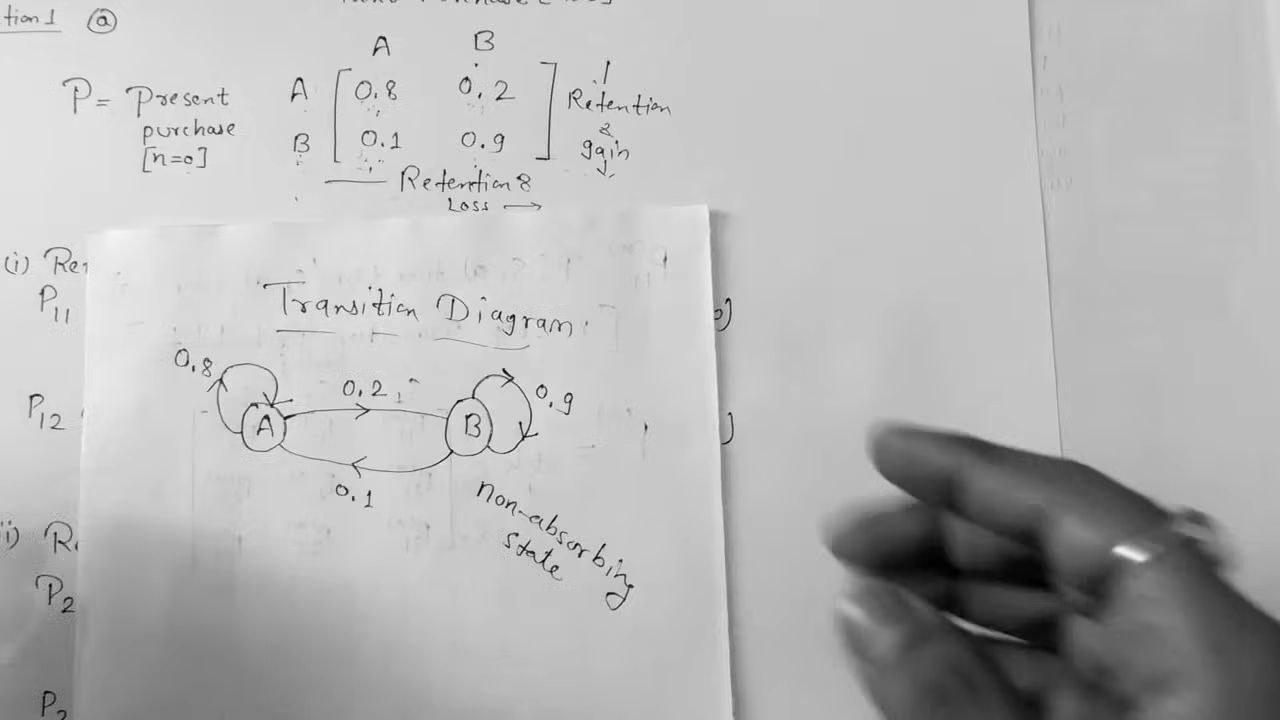 tion 1 (a)
A B
P = Present purchase [n=0]
A [ 0.8 0.2 ]
B [ 0.1 0.9 ]
Retention & gain ↓
Retention &
Loss →
(i) Re
P11
P12
i) R
P2
P2
Transition Diagram
0.8 A 0.2 B 0.9
0.1
non-absorbing
state